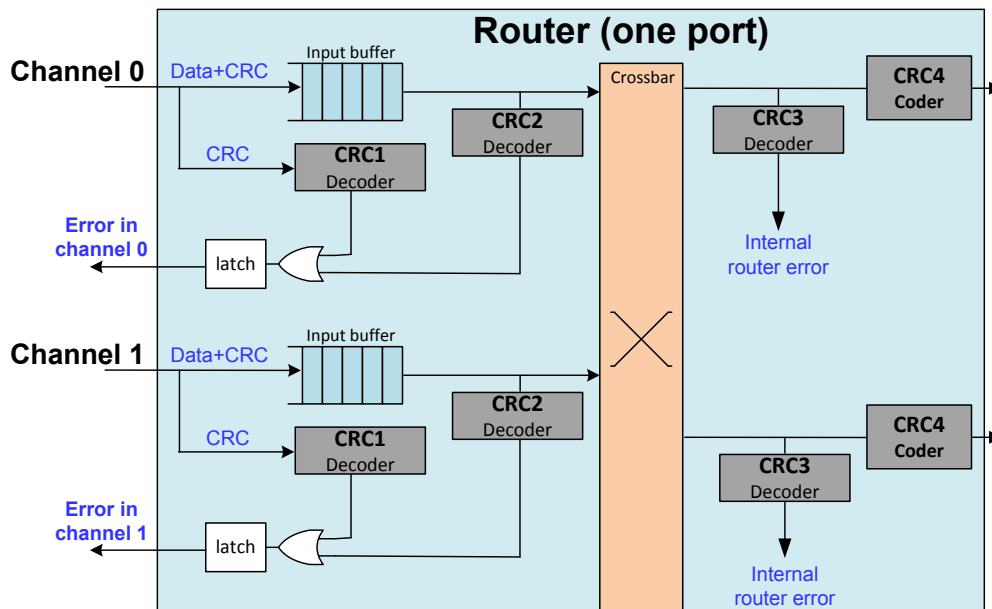 Router (one port)
Channel 0
Data+CRC
Input buffer
Crossbar
CRC4
Coder
CRC2
Decoder
CRC3
Decoder
CRC
CRC1
Decoder
Error in
channel 0
latch
Internal
router error
Channel 1
Data+CRC
Input buffer
CRC2
Decoder
CRC4
Coder
CRC
CRC1
Decoder
CRC3
Decoder
Error in
channel 1
latch
Internal
router error